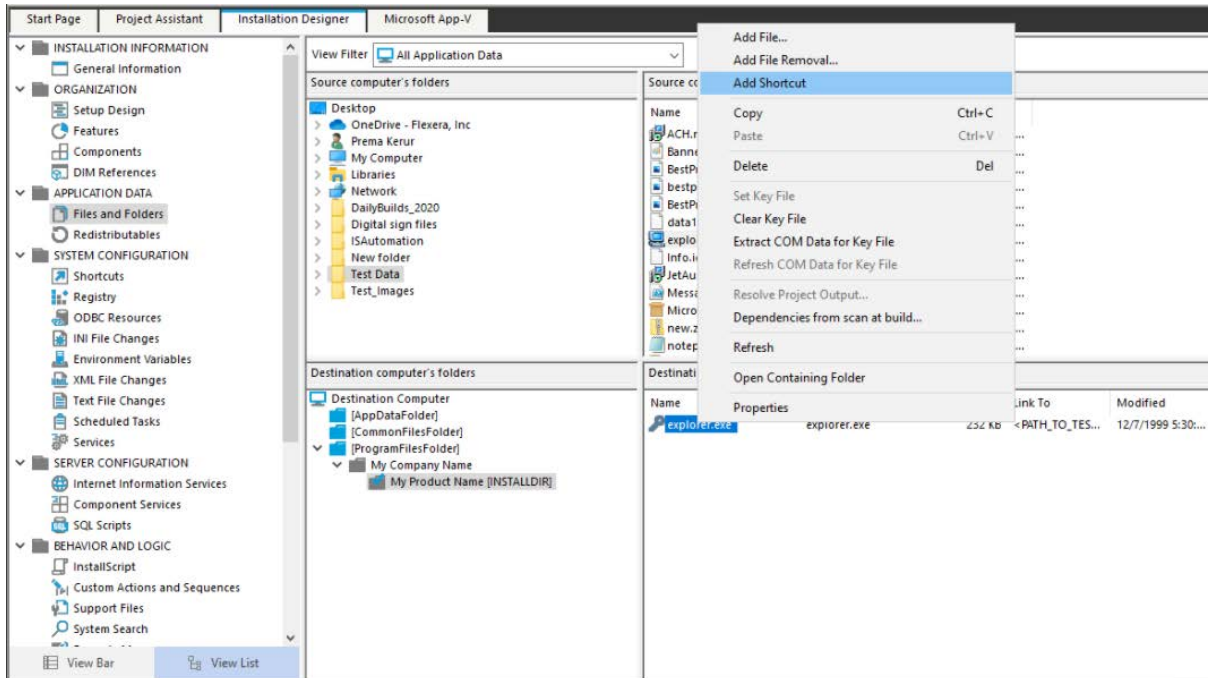 Start Page Project Assistant Installation Designer Microsoft App-V
INSTALLATION INFORMATION
General Information
ORGANIZATION
Setup Design
Features
Components
DIM References
APPLICATION DATA
Files and Folders
Redistributables
SYSTEM CONFIGURATION
Shortcuts
Registry
ODBC Resources
INI File Changes
Environment Variables
XML File Changes
Text File Changes
Scheduled Tasks
Services
SERVER CONFIGURATION
Internet Information Services
Component Services
SQL Scripts
BEHAVIOR AND LOGIC
InstallScript
Custom Actions and Sequences
Support Files
System Search
View Bar View List
View Filter All Application Data
Source computer's folders
Desktop
OneDrive - Flexera, Inc
Prema Kerur
My Computer
Libraries
Network
DailyBuilds_2020
Digital sign files
ISAutomation
New folder
Test Data
Test_Images
Destination computer's folders
Destination Computer
[AppDataFolder]
[CommonFilesFolder]
[ProgramFilesFolder]
My Company Name
My Product Name [INSTALLDIR]
Source
Name
data1
notep
Name Link To Modified
explorer.exe explorer.exe 232 KB <PATH_TO_TES... 12/7/1999 5:30:...
Add File...
Add File Removal...
Add Shortcut
Copy Ctrl+C
Paste Ctrl+V
Delete Del
Set Key File
Clear Key File
Extract COM Data for Key File
Refresh COM Data for Key File
Resolve Project Output...
Dependencies from scan at build...
Refresh
Open Containing Folder
Properties